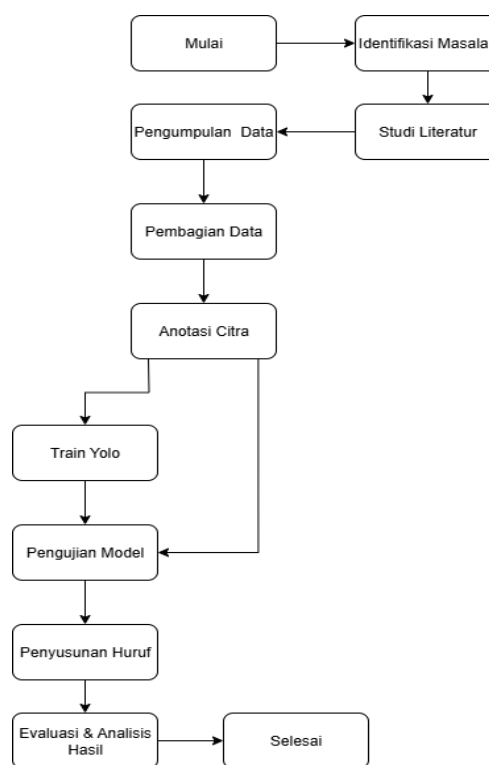 Mulai
Identifikasi Masala
Studi Literatur
Pengumpulan Data
Pembagian Data
Anotasi Citra
Train Yolo
Pengujian Model
Penyusunan Huruf
Evaluasi & Analisis
Hasil
Selesai